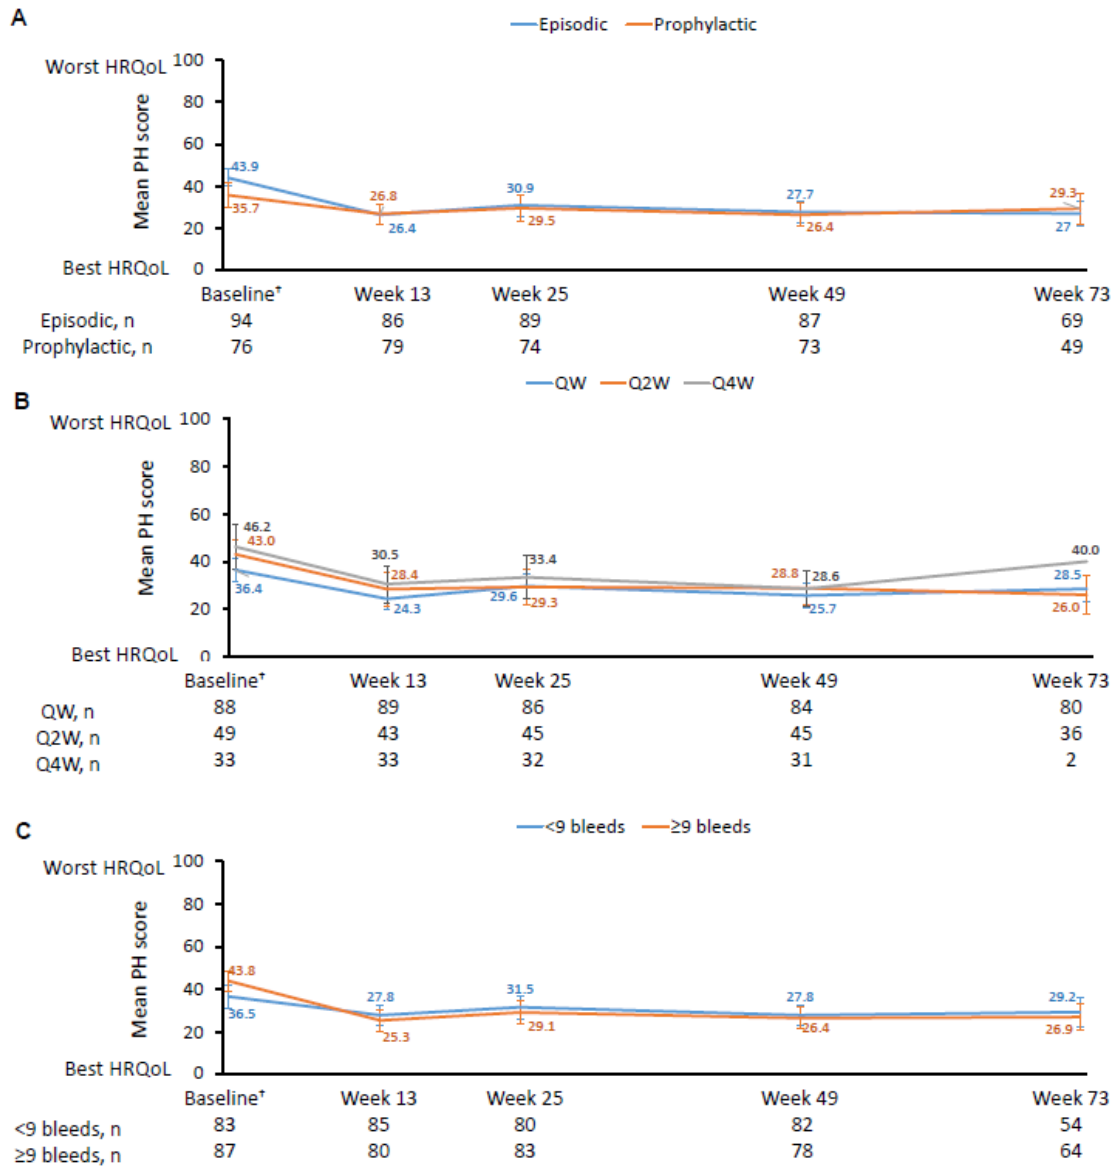 A
Episodic Prophylactic
Worst HRQoL 100
80
60
40
20
Best HRQoL 0
Mean PH score
43.9 26.8 30.9 27.7 29.3
35.7 26.4 29.5 26.4 27
Baseline† Week 13 Week 25 Week 49 Week 73
Episodic, n 94 86 89 87 69
Prophylactic, n 76 79 74 73 49
QW Q2W Q4W
B
Worst HRQoL 100
80
60
40
20
Best HRQoL 0
Mean PH score
46.2 30.5 33.4 28.8 28.6 40.0
43.0 28.4 29.6 28.5
36.4 24.3 29.3 25.7 26.0
Baseline† Week 13 Week 25 Week 49 Week 73
QW, n 88 89 86 84 80
Q2W, n 49 43 45 45 36
Q4W, n 33 33 32 31 2
C
<9 bleeds ≥9 bleeds
Worst HRQoL 100
80
60
40
20
Best HRQoL 0
Mean PH score
43.8 27.8 31.5 27.8 29.2
36.5 25.3 29.1 26.4 26.9
Baseline† Week 13 Week 25 Week 49 Week 73
<9 bleeds, n 83 85 80 82 54
≥9 bleeds, n 87 80 83 78 64